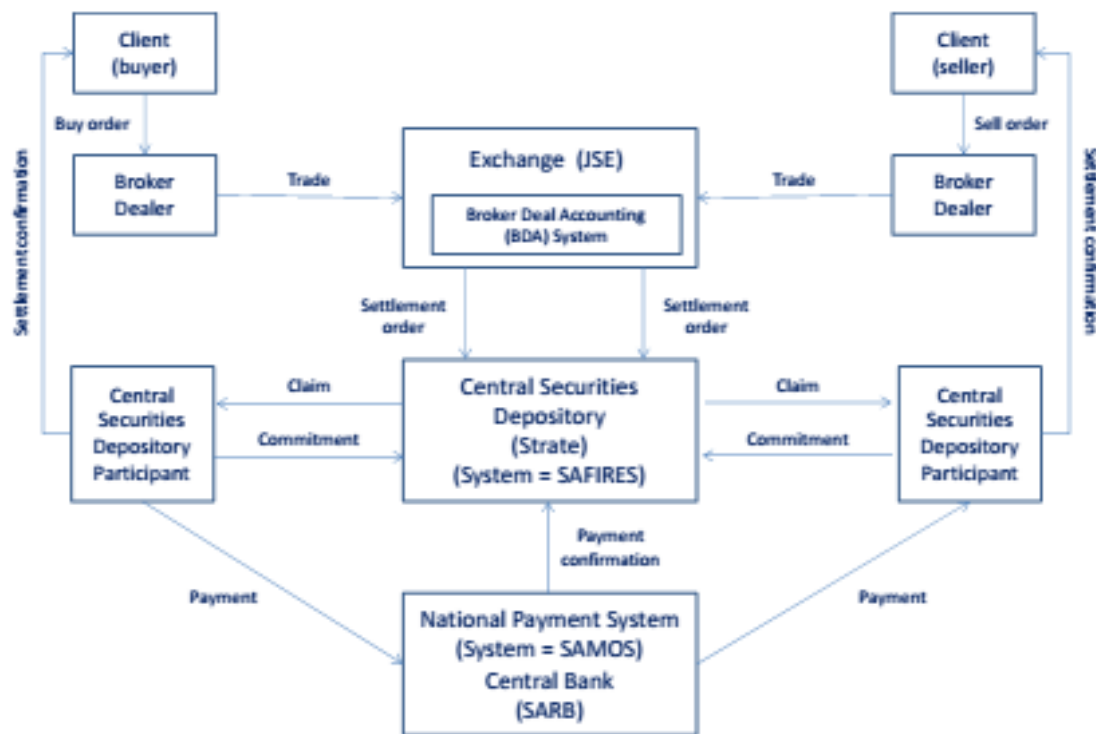 Client
(buyer)
Client
(seller)
Buy order
Sell order
Exchange (JSE)
Broker
Dealer
Trade
Trade
Broker
Dealer
Broker Deal Accounting
(BDA) System
Settlement confirmation
Settlement confirmation
Settlement
order
Settlement
order
Central
Securities
Depository
Participant
Claim
Commitment
Central Securities
Depository
(Strate)
(System = SAFIRES)
Claim
Commitment
Central
Securities
Depository
Participant
Payment
confirmation
Payment
Payment
National Payment System
(System = SAMOS)
Central Bank
(SARB)